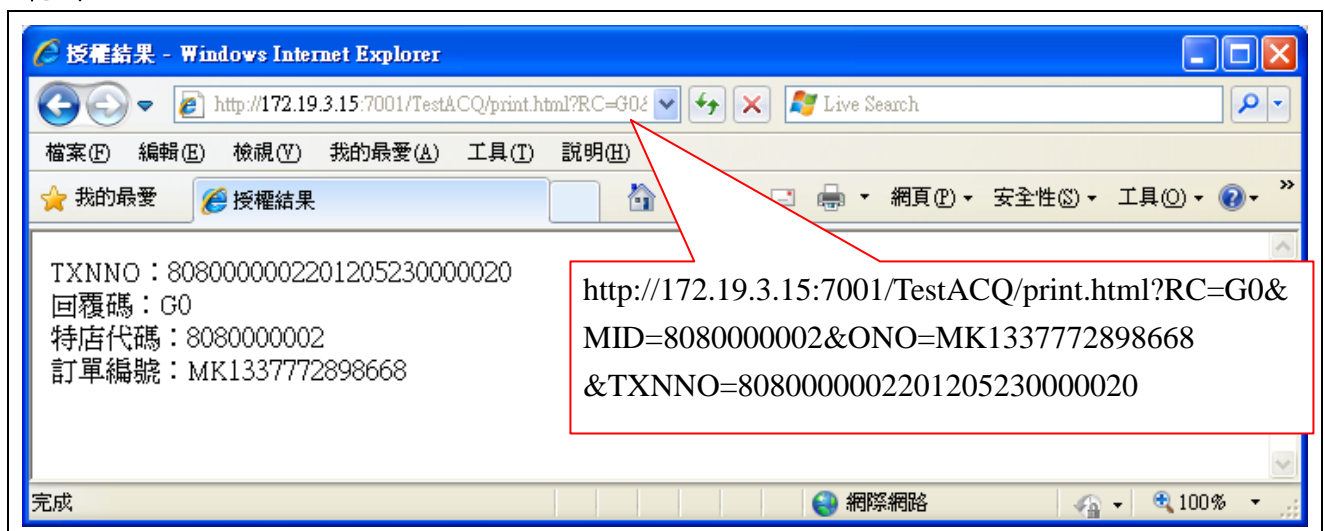 授權結果 - Windows Internet Explorer
http://172.19.3.15:7001/TestACQ/print.html?RC=G0&
Live Search
檔案(F) 編輯(E) 檢視(V) 我的最愛(A) 工具(T) 說明(H)
我的最愛 授權結果 網頁(P) 安全性(S) 工具(O) »
TXNNO：8080000002201205230000020
回覆碼：G0
特店代碼：8080000002
訂單編號：MK1337772898668
http://172.19.3.15:7001/TestACQ/print.html?RC=G0&
MID=8080000002&ONO=MK1337772898668
&TXNNO=8080000002201205230000020
完成 網際網路 100%